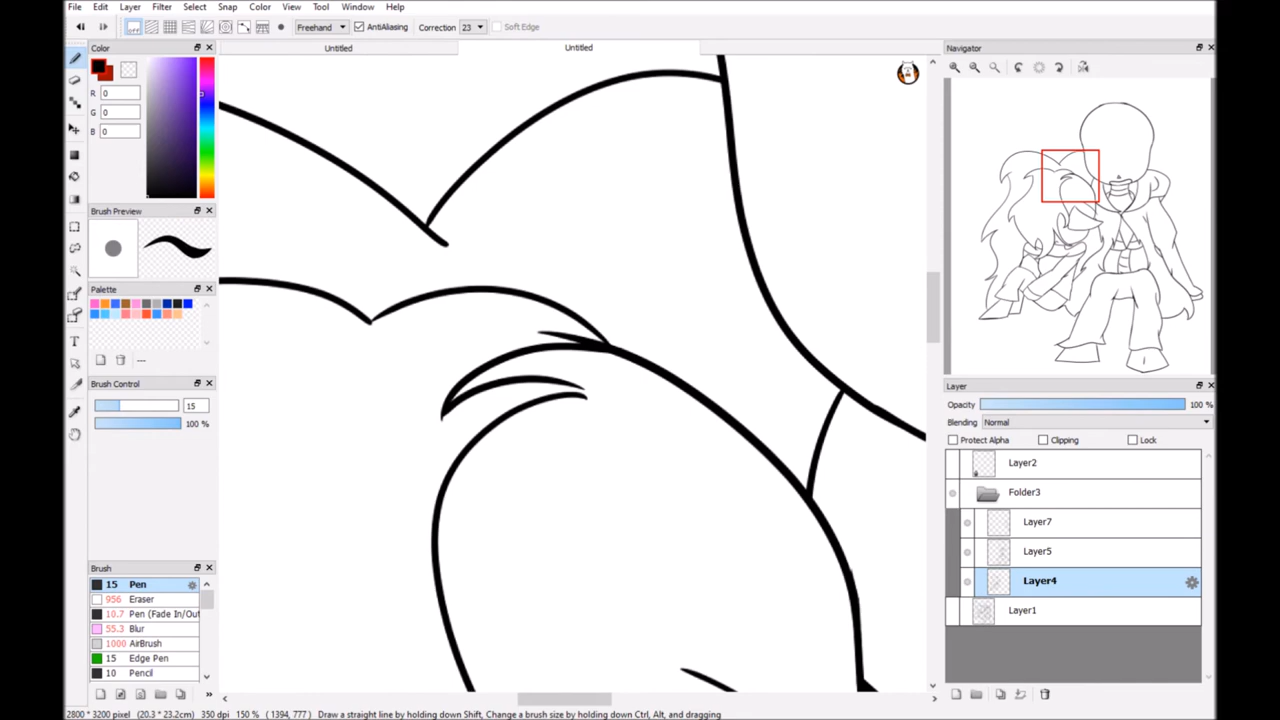 File Edit Layer Filter Select Snap Color View Tool Window Help
OFF Freehand AntiAliasing Correction 23 Soft Edge
Color
R 0
G 0
B 0
Brush Preview
Palette
---
Brush Control
15
100 %
Brush
15 Pen
956 Eraser
10.7 Pen (Fade In/Out
55.3 Blur
1000 AirBrush
15 Edge Pen
10 Pencil
Untitled Untitled
Navigator
Layer
Opacity 100 %
Blending Normal
Protect Alpha Clipping Lock
Layer2
Folder3
Layer7
Layer5
Layer4
Layer1
2800 * 3200 pixel (20.3 * 23.2cm) 350 dpi 150 % ( 1394, 777 ) Draw a straight line by holding down Shift, Change a brush size by holding down Ctrl, Alt, and dragging